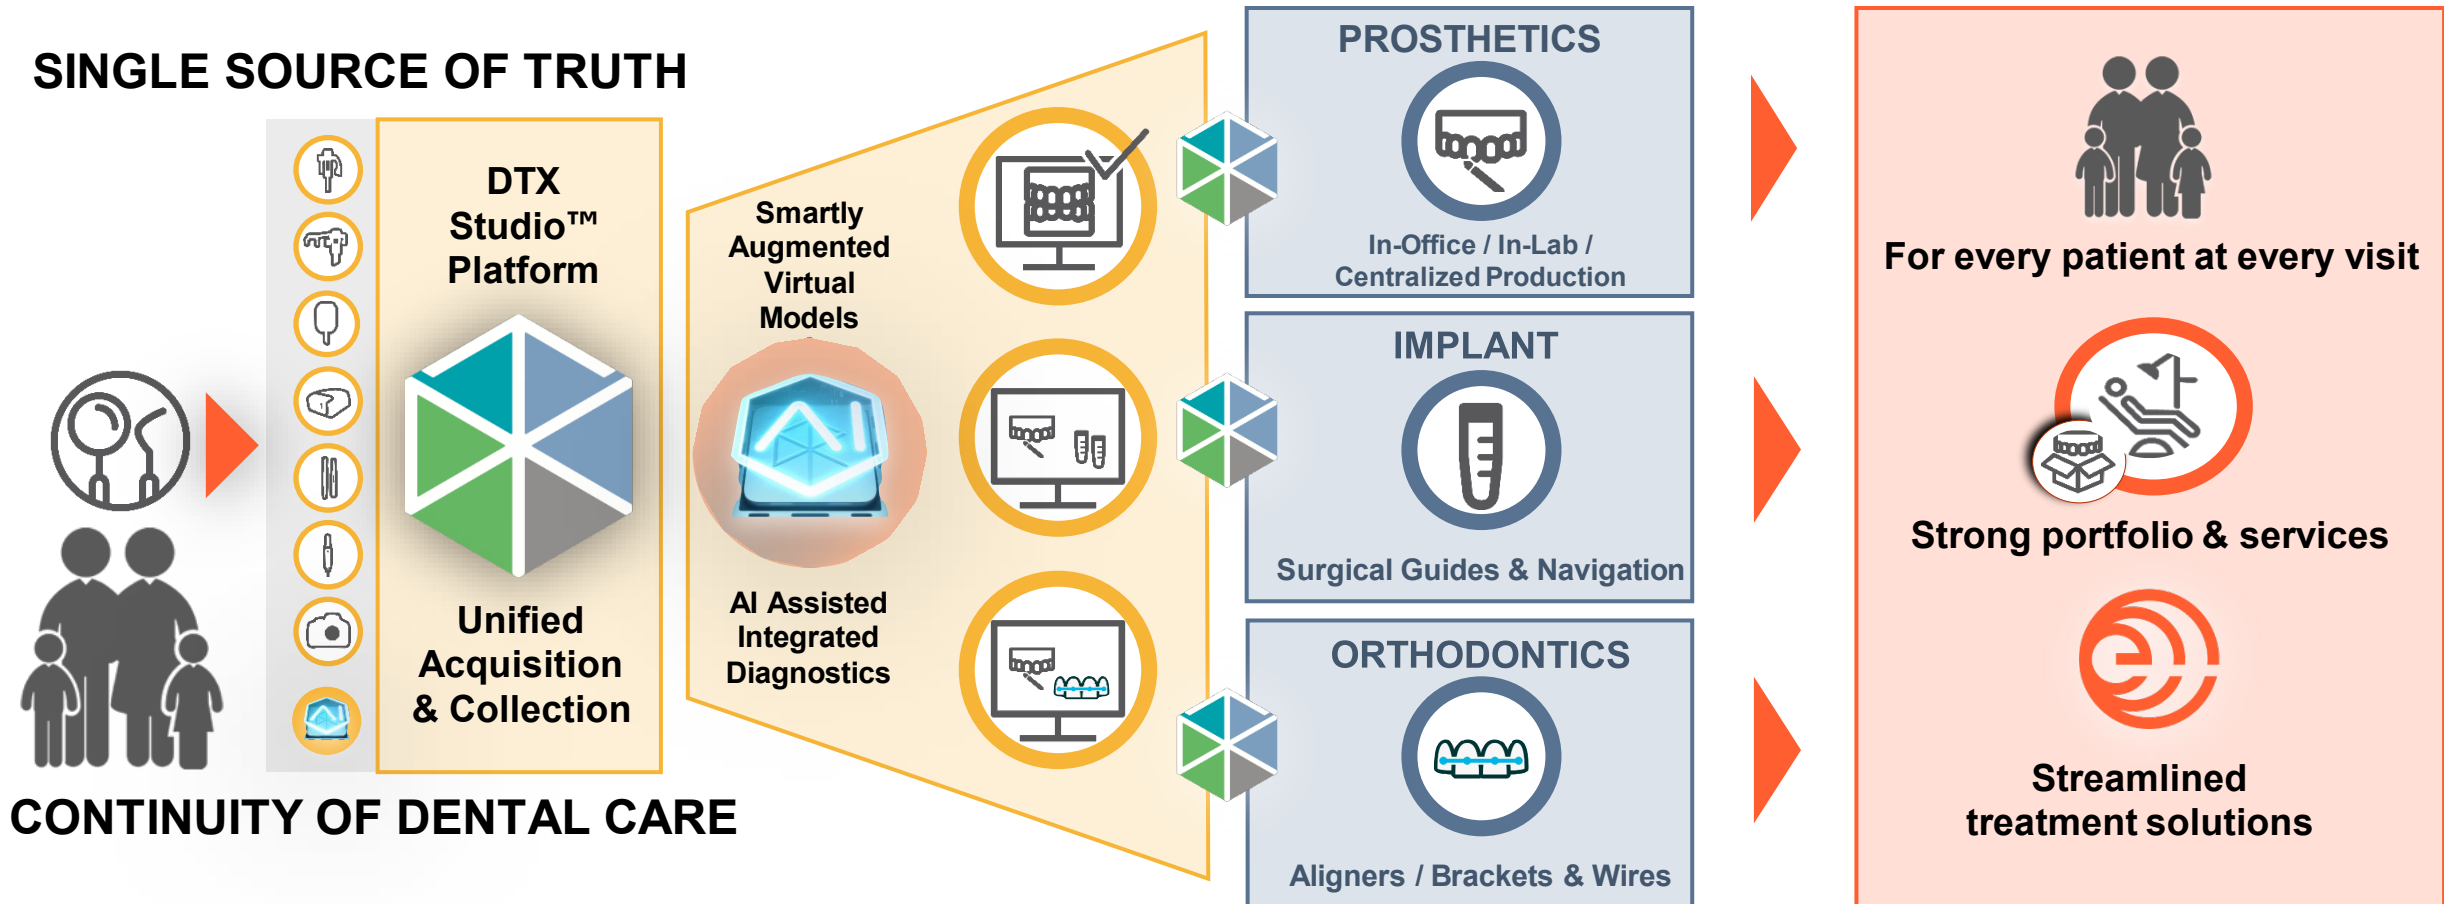 SINGLE SOURCE OF TRUTH
DTX
Studio™
Platform
Unified
Acquisition
& Collection
CONTINUITY OF DENTAL CARE
Smartly
Augmented
Virtual
Models
AI
AI Assisted
Integrated
Diagnostics
PROSTHETICS
In-Office / In-Lab /
Centralized Production
IMPLANT
Surgical Guides & Navigation
ORTHODONTICS
Aligners / Brackets & Wires
For every patient at every visit
Strong portfolio & services
Streamlined
treatment solutions